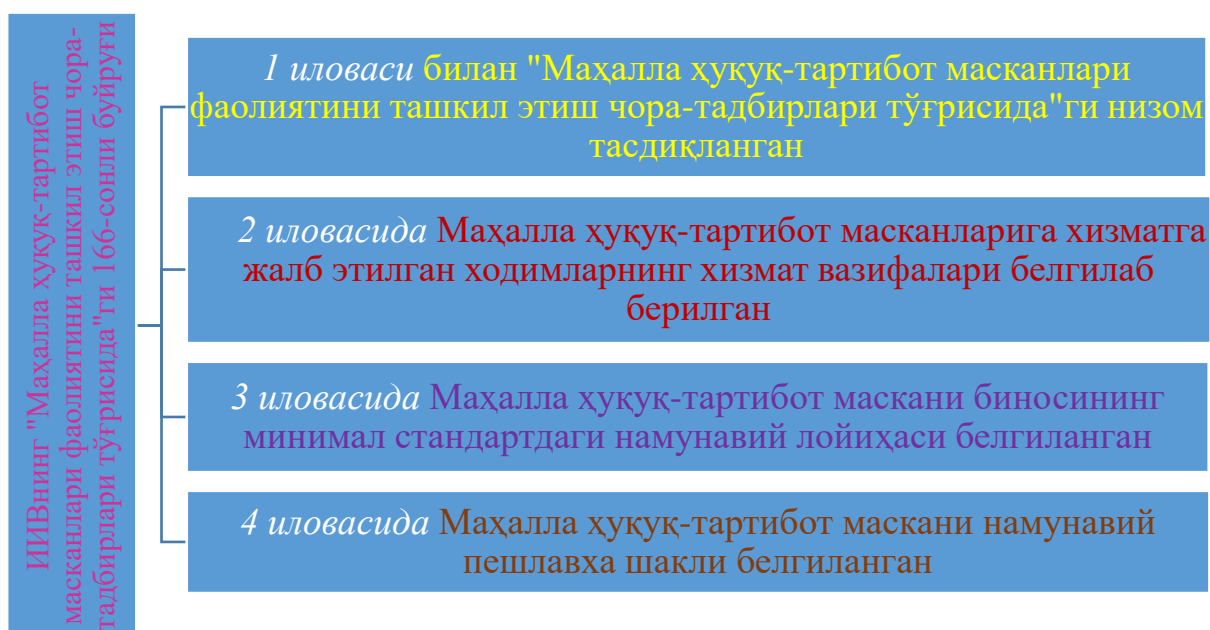 ИИВнинг "Маҳалла ҳуқуқ-тартибот
масканлари фаолиятини ташкил этиш чора-
тадбирлари тўғрисида"ги 166-сонли буйруғи
1 иловаси билан "Маҳалла ҳуқуқ-тартибот масканлари
фаолиятини ташкил этиш чора-тадбирлари тўғрисида"ги низом
тасдиқланган
2 иловасида Маҳалла ҳуқуқ-тартибот масканларига хизматга
жалб этилган ходимларнинг хизмат вазифалари белгилаб
берилган
3 иловасида Маҳалла ҳуқуқ-тартибот маскани биносининг
минимал стандартдаги намунавий лойиҳаси белгиланган
4 иловасида Маҳалла ҳуқуқ-тартибот маскани намунавий
пешлавха шакли белгиланган